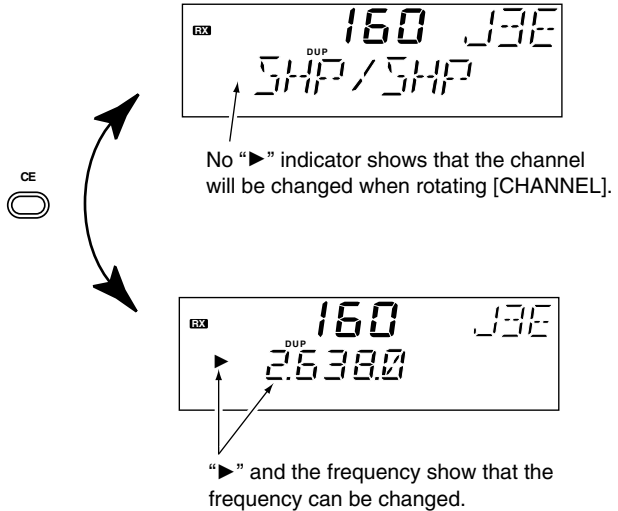 RX 160 J3E
DUP
SHP/SHP
No “►” indicator shows that the channel
will be changed when rotating [CHANNEL].
CE
RX 160 J3E
DUP
► 2.638.0
“►” and the frequency show that the
frequency can be changed.